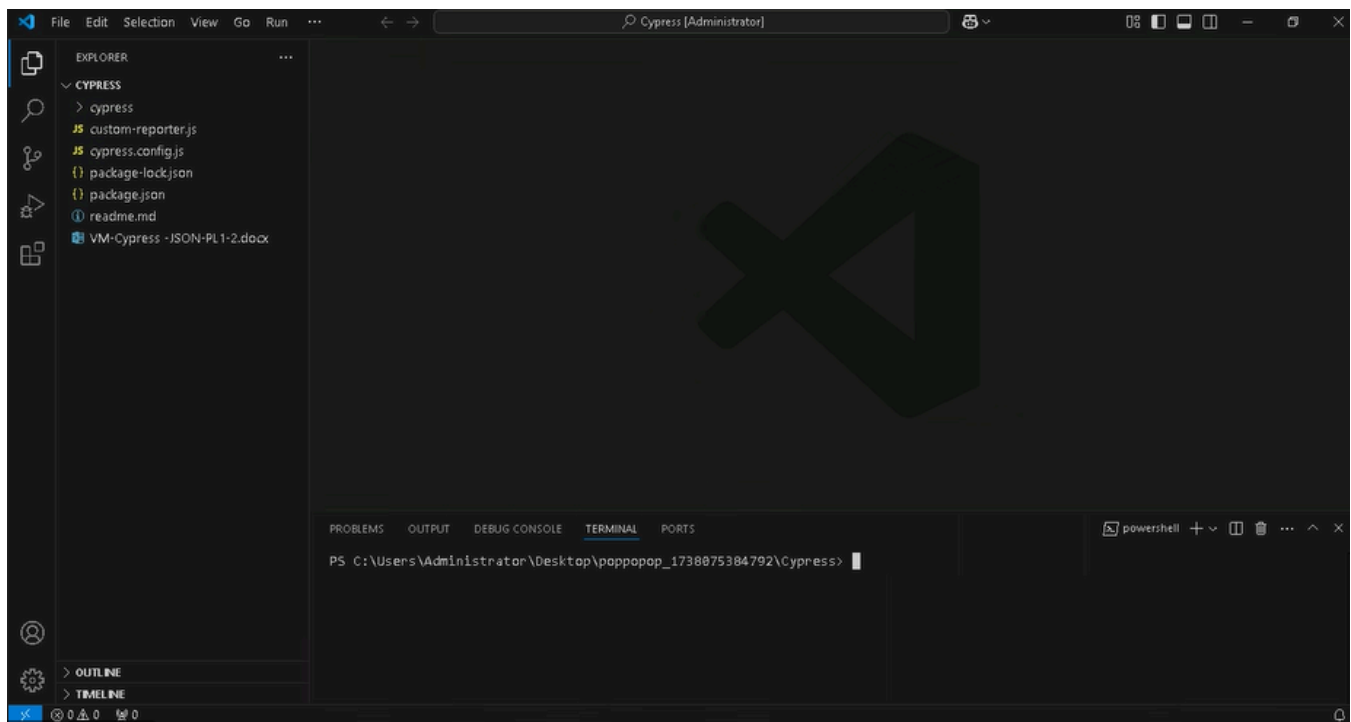 File Edit Selection View Go Run ···
Cypress [Administrator]
EXPLORER
CYPRESS
cypress
JS custom-reporter.js
JS cypress.config.js
{} package-lock.json
{} package.json
readme.md
VM-Cypress -JSON-PL1-2.docx
PROBLEMS OUTPUT DEBUG CONSOLE TERMINAL PORTS
powershell
PS C:\Users\Administrator\Desktop\poppopop_1738075384792\Cypress>
OUTLINE
TIMELINE
0 0 0